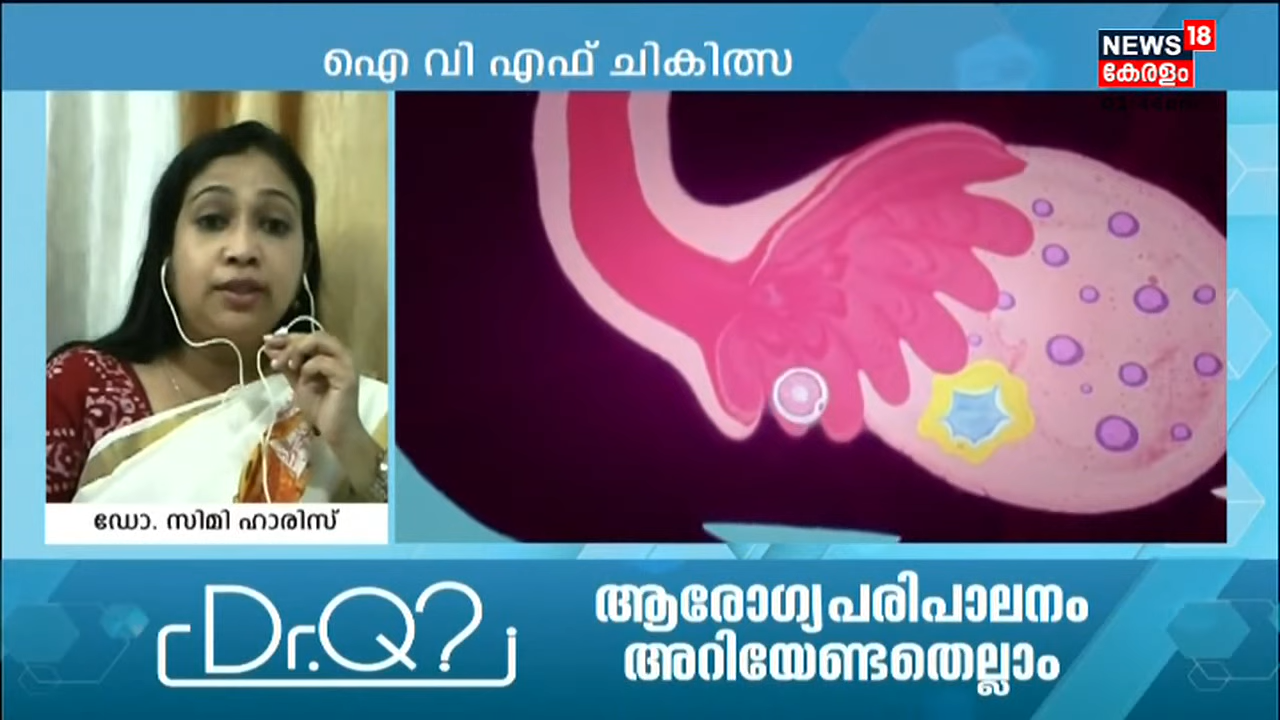 ഐ വി എഫ് ചികിത്സ
NEWS 18
കേരളം
ഡോ. സിമി ഹാരിസ്
Dr.Q?
ആരോഗ്യപരിപാലനം
അറിയേണ്ടതെല്ലാം